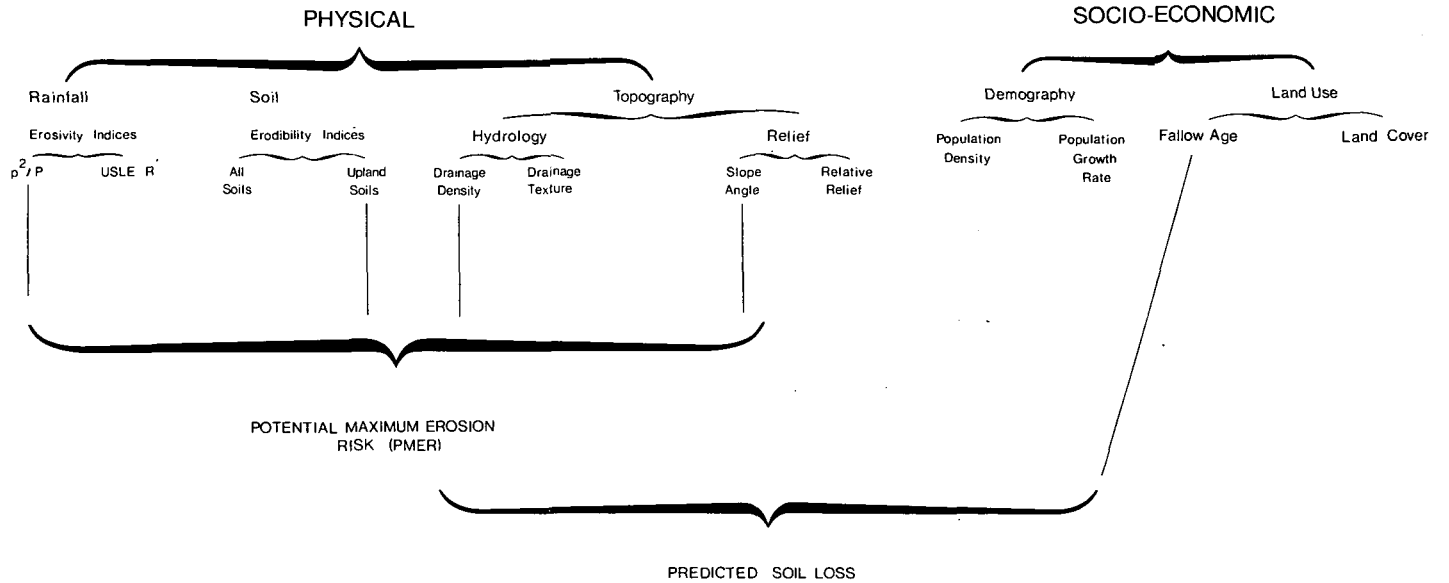 PHYSICAL
SOCIO-ECONOMIC
Rainfall
Soil
Topography
Demography
Land Use
Erosivity Indices
Erodibility Indices
Hydrology
Relief
Population
Density
Population
Growth
Rate
Fallow Age
Land Cover
p²/P
USLE R
All
Soils
Upland
Soils
Drainage
Density
Drainage
Texture
Slope
Angle
Relative
Relief
POTENTIAL MAXIMUM EROSION
RISK (PMER)
PREDICTED SOIL LOSS